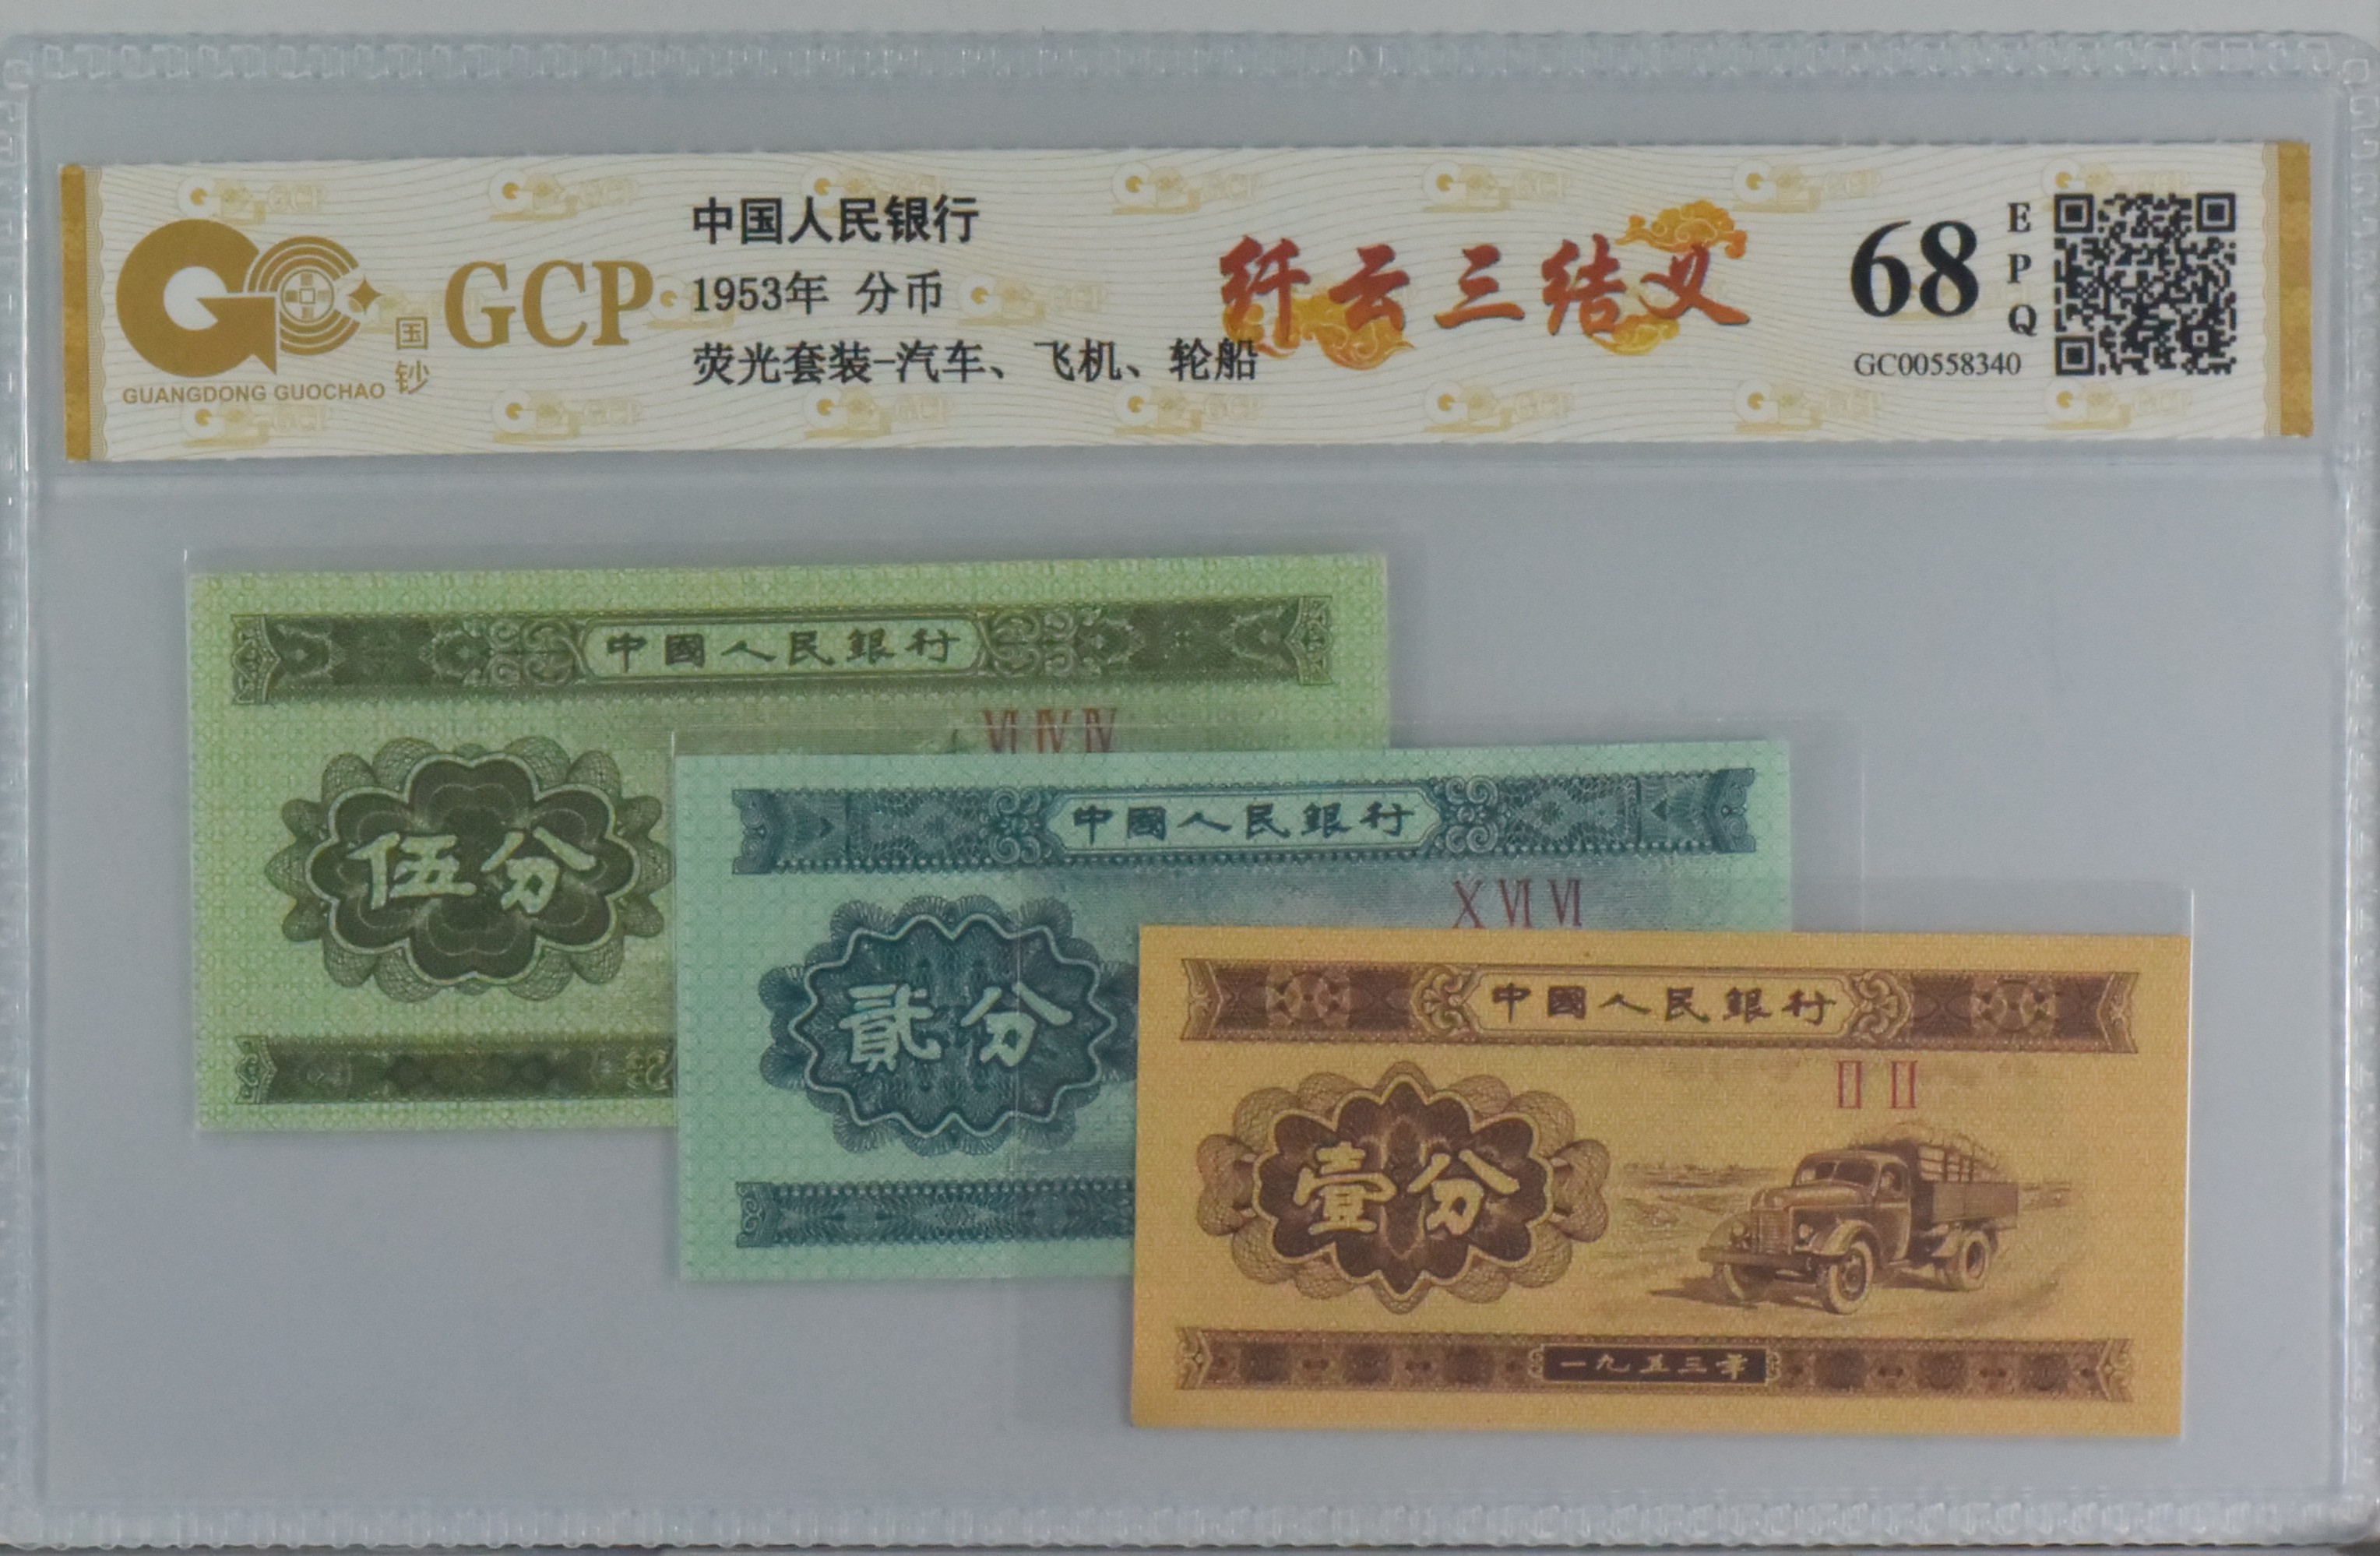 GUANGDONG GUOCHAO
国钞
GCP
中国人民银行
1953年 分币
荧光套装-汽车、飞机、轮船
纤云三结义
68
EPQ
GC00558340
中國人民銀行
VI IV IV
伍分
中國人民銀行
X VI VI
貳分
中國人民銀行
II II
壹分
一九五三年